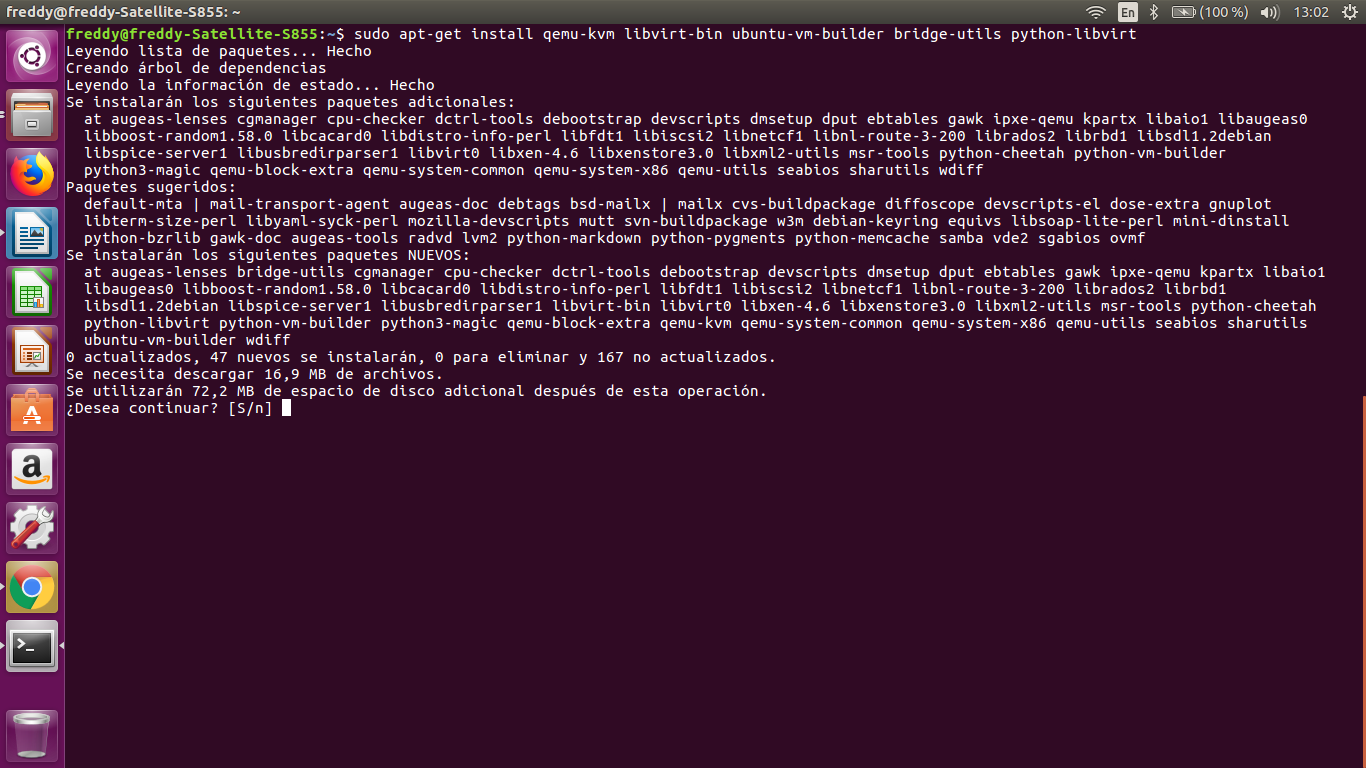 freddy@freddy-Satellite-S855: ~
En
(100 %)
13:02
freddy@freddy-Satellite-S855:~$ sudo apt-get install qemu-kvm libvirt-bin ubuntu-vm-builder bridge-utils python-libvirt
Leyendo lista de paquetes... Hecho
Creando árbol de dependencias
Leyendo la información de estado... Hecho
Se instalarán los siguientes paquetes adicionales:
at augeas-lenses cgmanager cpu-checker dctrl-tools debootstrap devscripts dmsetup dput ebtables gawk ipxe-qemu kpartx libaio1 libaugeas0
libboost-random1.58.0 libcacard0 libdistro-info-perl libfdt1 libiscsi2 libnetcf1 libnl-route-3-200 librados2 librbd1 libsdl1.2debian
libspice-server1 libusbredirparser1 libvirt0 libxen-4.6 libxenstore3.0 libxml2-utils msr-tools python-cheetah python-vm-builder
python3-magic qemu-block-extra qemu-system-common qemu-system-x86 qemu-utils seabios sharutils wdiff
Paquetes sugeridos:
default-mta | mail-transport-agent augeas-doc debtags bsd-mailx | mailx cvs-buildpackage diffoscope devscripts-el dose-extra gnuplot
libterm-size-perl libyaml-syck-perl mozilla-devscripts mutt svn-buildpackage w3m debian-keyring equivs libsoap-lite-perl mini-dinstall
python-bzrlib gawk-doc augeas-tools radvd lvm2 python-markdown python-pygments python-memcache samba vde2 sgabios ovmf
Se instalarán los siguientes paquetes NUEVOS:
at augeas-lenses bridge-utils cgmanager cpu-checker dctrl-tools debootstrap devscripts dmsetup dput ebtables gawk ipxe-qemu kpartx libaio1
libaugeas0 libboost-random1.58.0 libcacard0 libdistro-info-perl libfdt1 libiscsi2 libnetcf1 libnl-route-3-200 librados2 librbd1
libsdl1.2debian libspice-server1 libusbredirparser1 libvirt-bin libvirt0 libxen-4.6 libxenstore3.0 libxml2-utils msr-tools python-cheetah
python-libvirt python-vm-builder python3-magic qemu-block-extra qemu-kvm qemu-system-common qemu-system-x86 qemu-utils seabios sharutils
ubuntu-vm-builder wdiff
0 actualizados, 47 nuevos se instalarán, 0 para eliminar y 167 no actualizados.
Se necesita descargar 16,9 MB de archivos.
Se utilizarán 72,2 MB de espacio de disco adicional después de esta operación.
¿Desea continuar? [S/n]